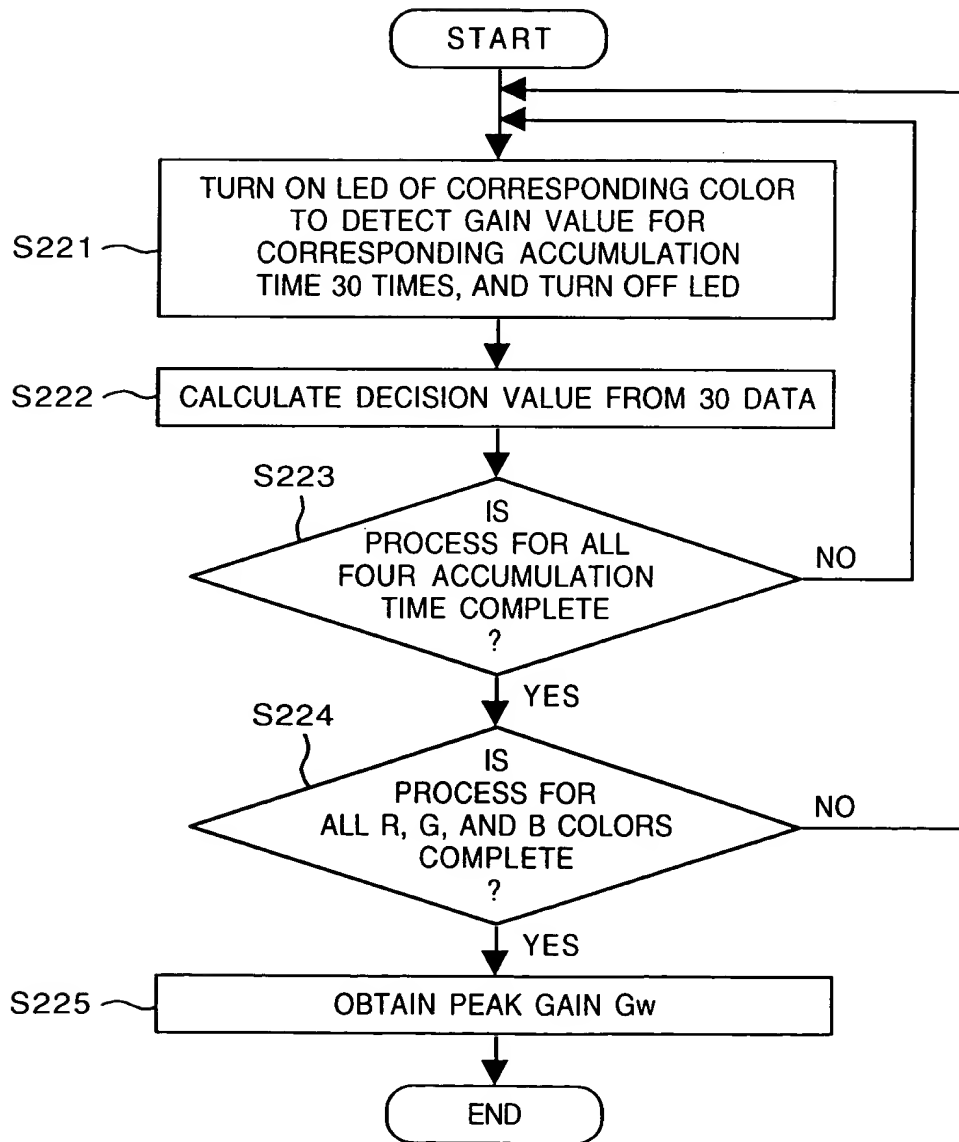 START
S221
TURN ON LED OF CORRESPONDING COLOR
TO DETECT GAIN VALUE FOR
CORRESPONDING ACCUMULATION
TIME 30 TIMES, AND TURN OFF LED
S222
CALCULATE DECISION VALUE FROM 30 DATA
S223
IS
PROCESS FOR ALL
FOUR ACCUMULATION
TIME COMPLETE
?
NO
YES
S224
IS
PROCESS FOR
ALL R, G, AND B COLORS
COMPLETE
?
NO
YES
S225
OBTAIN PEAK GAIN Gw
END